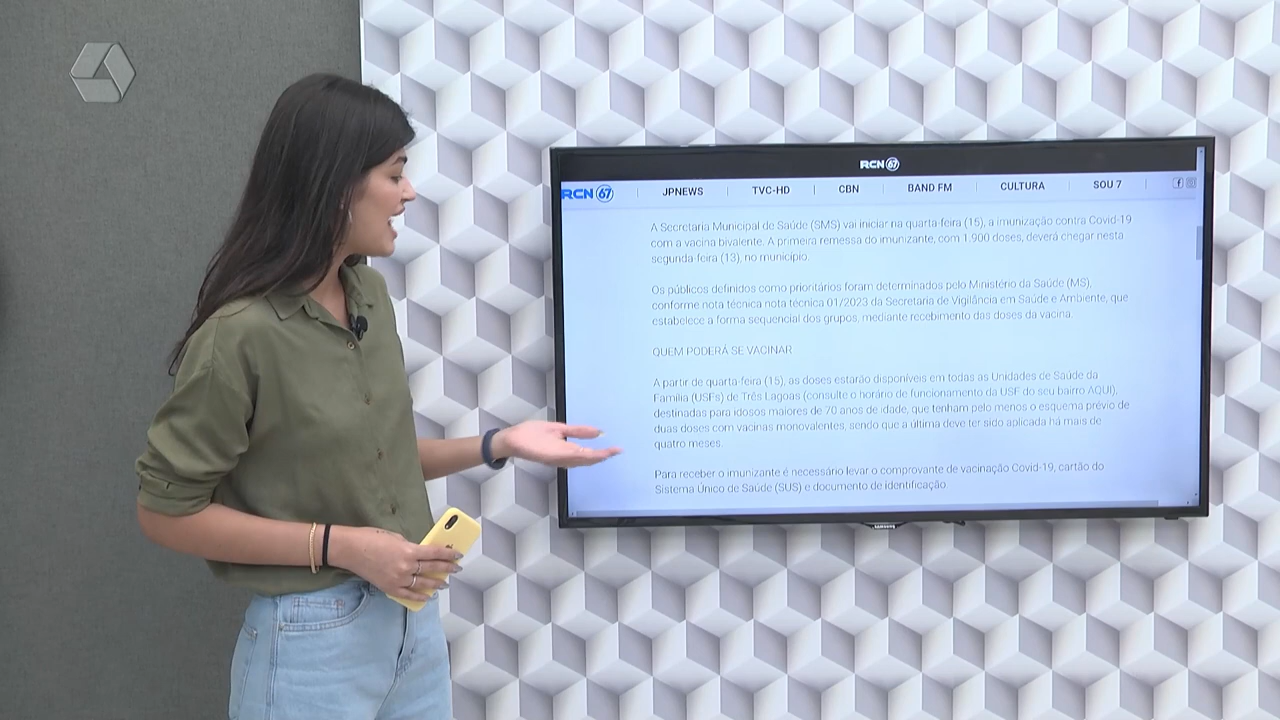 RCN 67
RCN 67 JPNEWS TVC-HD CBN BAND FM CULTURA SOU 7
A Secretaria Municipal de Saúde (SMS) vai iniciar na quarta-feira (15), a imunização contra Covid-19
com a vacina bivalente. A primeira remessa do imunizante, com 1.900 doses, deverá chegar nesta
segunda-feira (13), no município.
Os públicos definidos como prioritários foram determinados pelo Ministério da Saúde (MS),
conforme nota técnica nota técnica 01/2023 da Secretaria de Vigilância em Saúde e Ambiente, que
estabelece a forma sequencial dos grupos, mediante recebimento das doses da vacina.
QUEM PODERÁ SE VACINAR
A partir de quarta-feira (15), as doses estarão disponíveis em todas as Unidades de Saúde da
Família (USFs) de Três Lagoas (consulte o horário de funcionamento da USF do seu bairro AQUI),
destinadas para idosos maiores de 70 anos de idade, que tenham pelo menos o esquema prévio de
duas doses com vacinas monovalentes, sendo que a última deve ter sido aplicada há mais de
quatro meses.
Para receber o imunizante é necessário levar o comprovante de vacinação Covid-19, cartão do
Sistema Único de Saúde (SUS) e documento de identificação
SAMSUNG